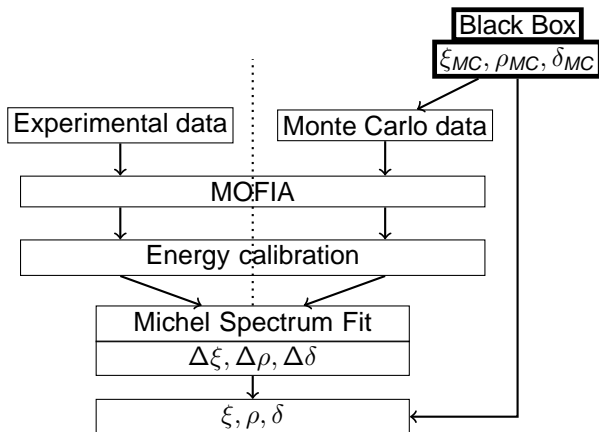 Black Box
ξMC, ρMC, δMC
Experimental data
Monte Carlo data
MOFIA
Energy calibration
Michel Spectrum Fit
Δξ, Δρ, Δδ
ξ, ρ, δ